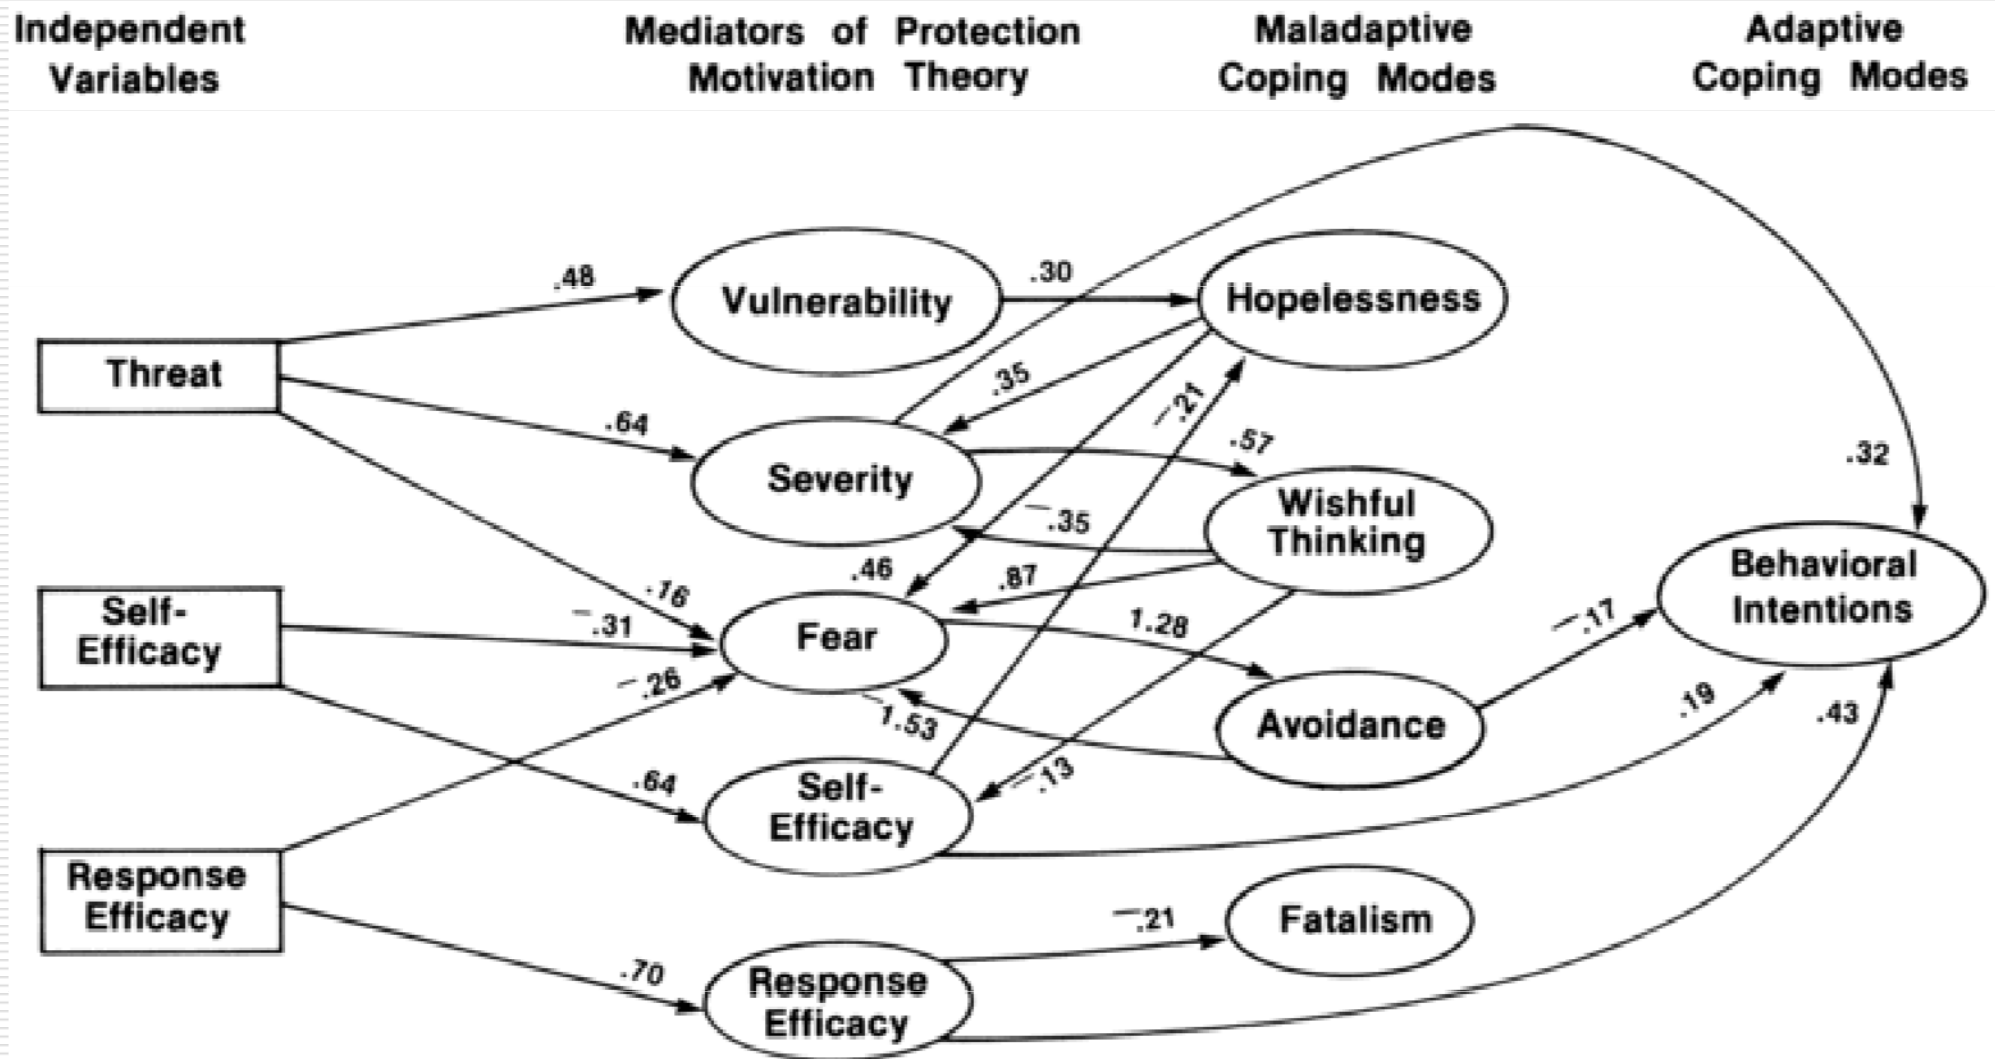 Independent
Variables
Mediators of Protection
Motivation Theory
Maladaptive
Coping Modes
Adaptive
Coping Modes
.48
Vulnerability
.30
Hopelessness
Threat
.35
-.21
.64
.57
.32
Severity
Wishful
Thinking
-.35
.46
.87
Behavioral
Intentions
Self-
Efficacy
.16
-.31
Fear
1.28
-.17
-.26
-1.53
Avoidance
.19
.43
.64
Self-
Efficacy
-.13
Response
Efficacy
-.21
Fatalism
.70
Response
Efficacy